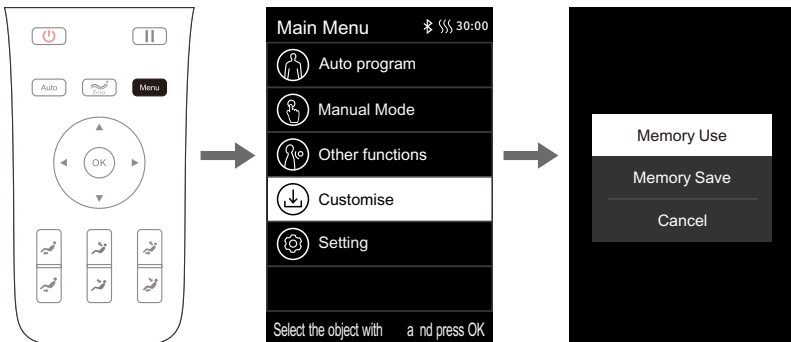 Auto
Zero
Menu
OK
Main Menu 30:00
Auto program
Manual Mode
Other functions
Customise
Setting
Select the object with a nd press OK
Memory Use
Memory Save
Cancel